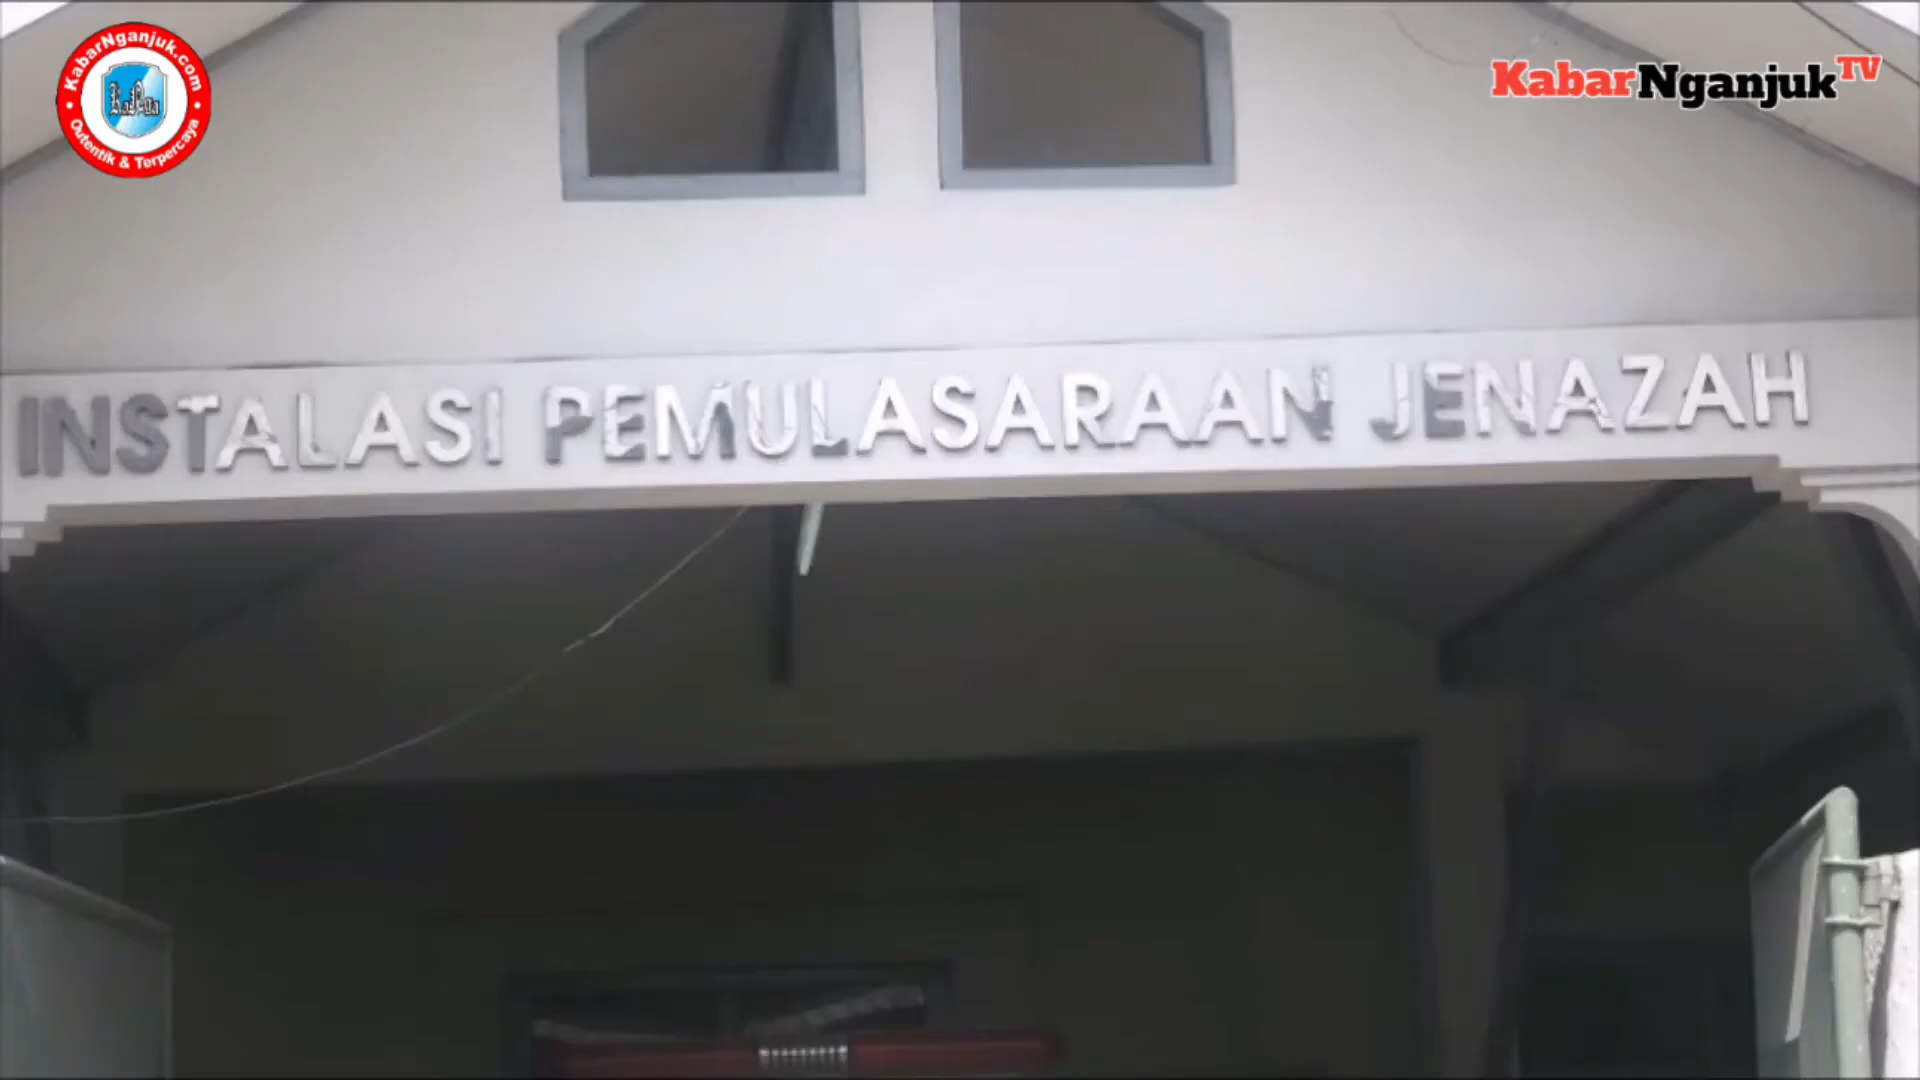 KabarNganjuk.com
Outentik & Terpercaya
KabarNganjukTV
INSTALASI PEMULASARAAN JENAZAH